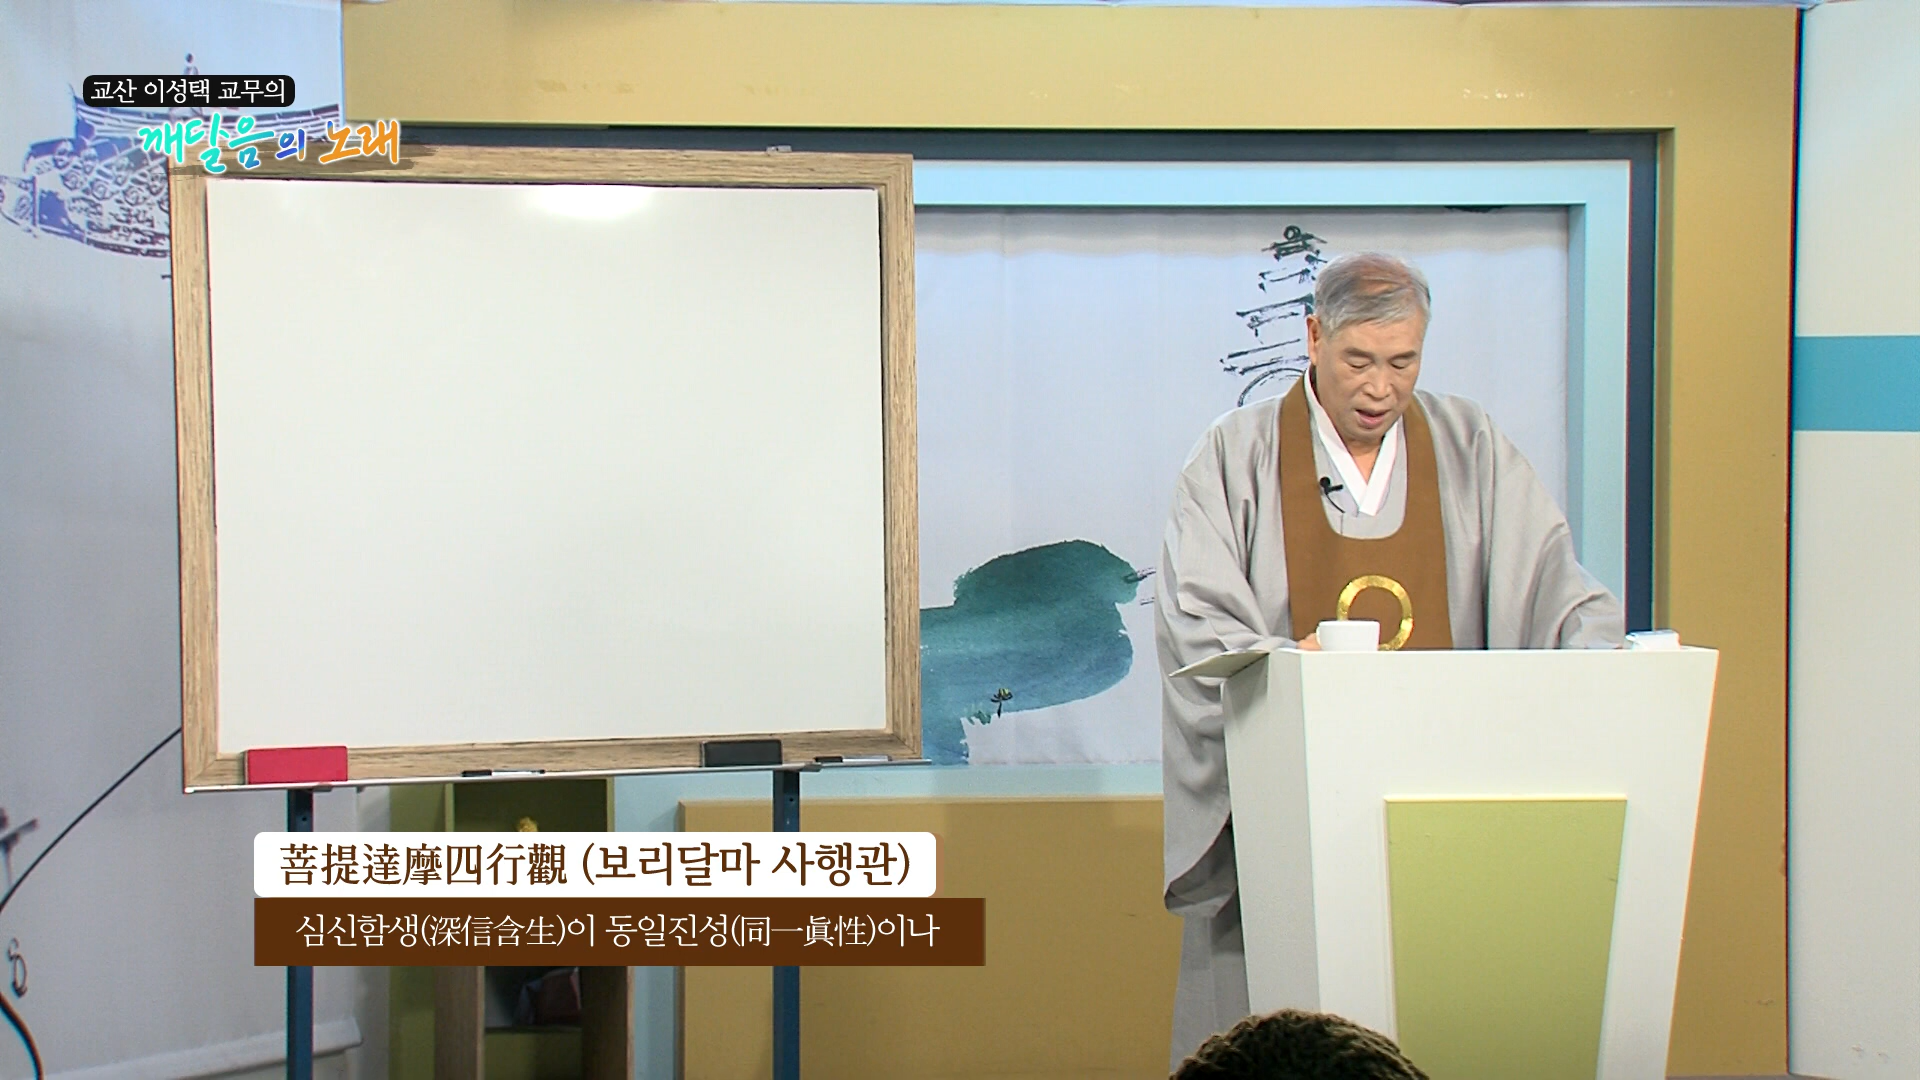 교산 이성택 교무의
깨달음의 노래
菩提達摩四行觀 (보리달마 사행관)
심신함생(深信含生)이 동일진성(同一眞性)이나